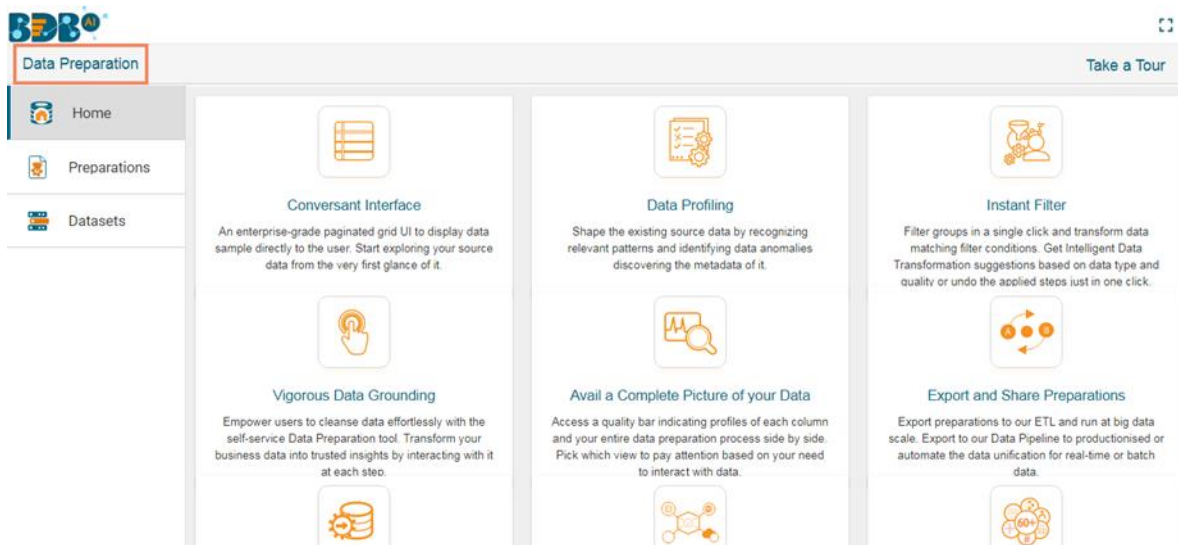 BDB AI
Data Preparation
Take a Tour
Home
Preparations
Datasets
Conversant Interface
An enterprise-grade paginated grid UI to display data
sample directly to the user. Start exploring your source
data from the very first glance of it.
Data Profiling
Shape the existing source data by recognizing
relevant patterns and identifying data anomalies
discovering the metadata of it.
Instant Filter
Filter groups in a single click and transform data
matching filter conditions. Get Intelligent Data
Transformation suggestions based on data type and
quality or undo the applied steps just in one click.
Vigorous Data Grounding
Empower users to cleanse data effortlessly with the
self-service Data Preparation tool. Transform your
business data into trusted insights by interacting with it
at each step.
Avail a Complete Picture of your Data
Access a quality bar indicating profiles of each column
and your entire data preparation process side by side.
Pick which view to pay attention based on your need
to interact with data.
Export and Share Preparations
A B
Export preparations to our ETL and run at big data
scale. Export to our Data Pipeline to productionised or
automate the data unification for real-time or batch
data.
60+